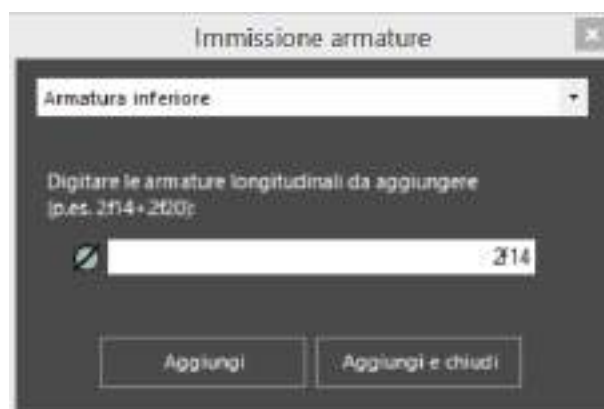 Immissione armature
Armatura inferiore
Digitare le armature longitudinali da aggiungere
(p.es. 2f14+2f20):
2f14
Aggiungi
Aggiungi e chiudi